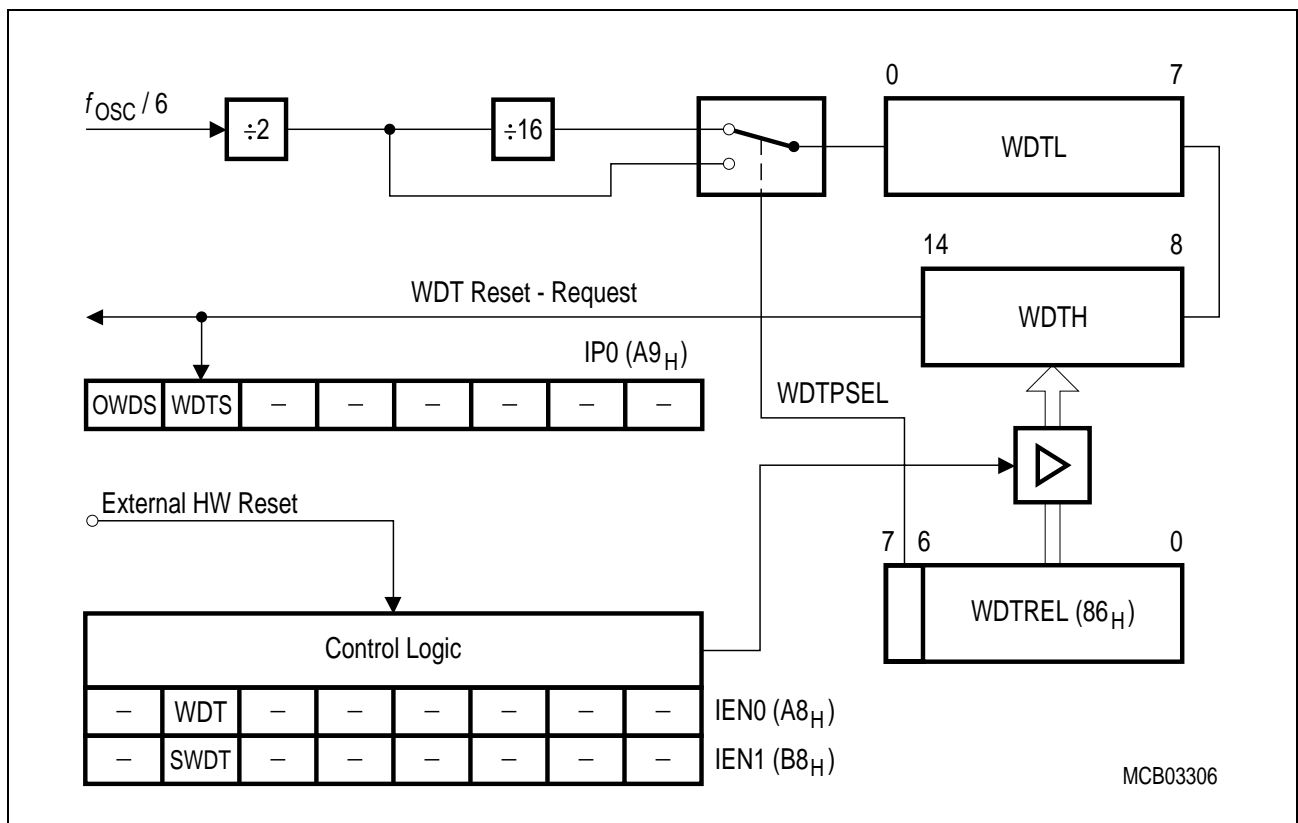 fOSC / 6
÷2
÷16
0 7
WDTL
14 8
WDTH
WDT Reset - Request
IP0 (A9H)
OWDS WDTS – – – – – –
WDTPSEL
External HW Reset
7 6 0
WDTREL (86H)
Control Logic
– WDT – – – – – – IEN0 (A8H)
– SWDT – – – – – – IEN1 (B8H)
MCB03306